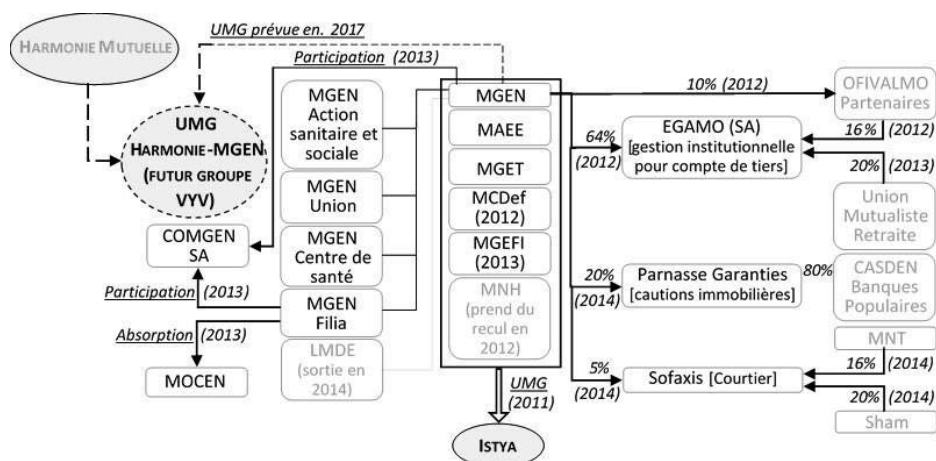 HARMONIE MUTUELLE
UMG prévue en. 2017
Participation (2013)
UMG
HARMONIE-MGEN
(FUTUR GROUPE
VYV)
COMGEN
SA
Participation (2013)
Absorption (2013)
MOCEN
MGEN
Action
sanitaire et
sociale
MGEN
Union
MGEN
Centre de
santé
MGEN
Filia
LMDE
(sortie en
2014)
MGEN
MAEE
MGET
MCDef
(2012)
MGEFI
(2013)
MNH
(prend du
recul en
2012)
UMG
(2011)
ISTYA
10% (2012)
OFIVALMO
Partenaires
64%
(2012)
EGAMO (SA)
[gestion institutionnelle
pour compte de tiers]
16%
(2012)
20%
(2013)
Union
Mutualiste
Retraite
20%
(2014)
Parnasse Garanties
[cautions immobilières]
80%
CASDEN
Banques
Populaires
MNT
5%
(2014)
Sofaxis [Courtier]
16%
(2014)
20%
(2014)
Sham